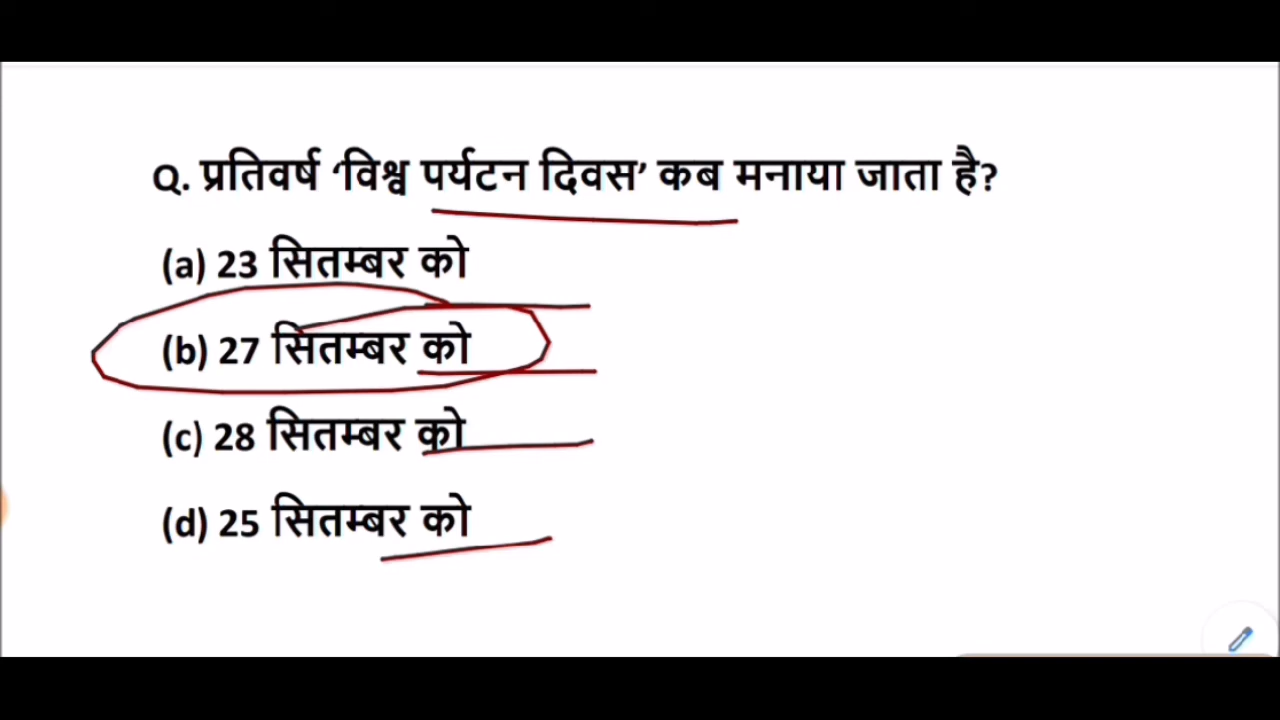 Q. प्रतिवर्ष ‘विश्व पर्यटन दिवस’ कब मनाया जाता है?
(a) 23 सितम्बर को
(b) 27 सितम्बर को
(c) 28 सितम्बर को
(d) 25 सितम्बर को